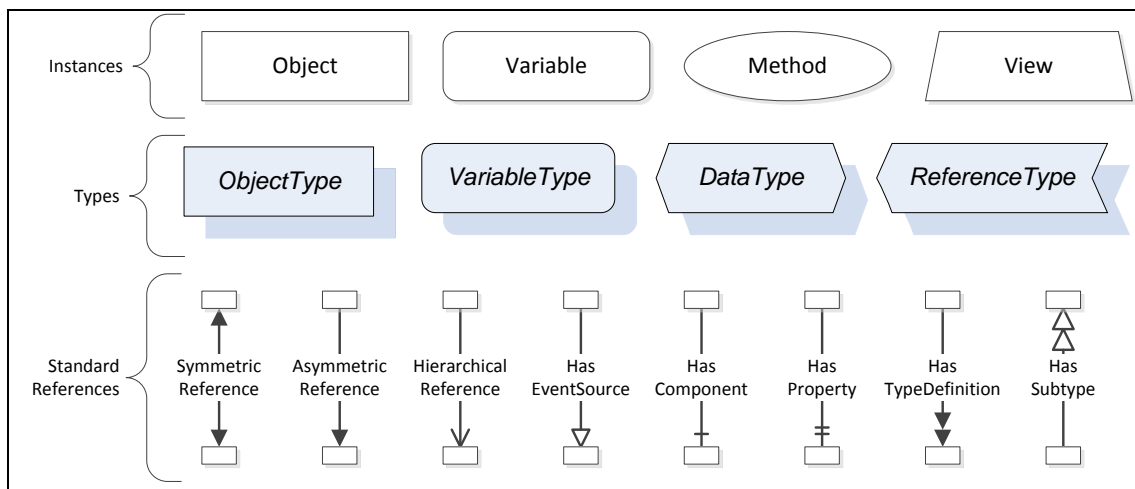 Instances
Object
Variable
Method
View
Types
ObjectType
VariableType
DataType
ReferenceType
Standard
References
Symmetric
Reference
Asymmetric
Reference
Hierarchical
Reference
Has
EventSource
Has
Component
Has
Property
Has
TypeDefinition
Has
Subtype